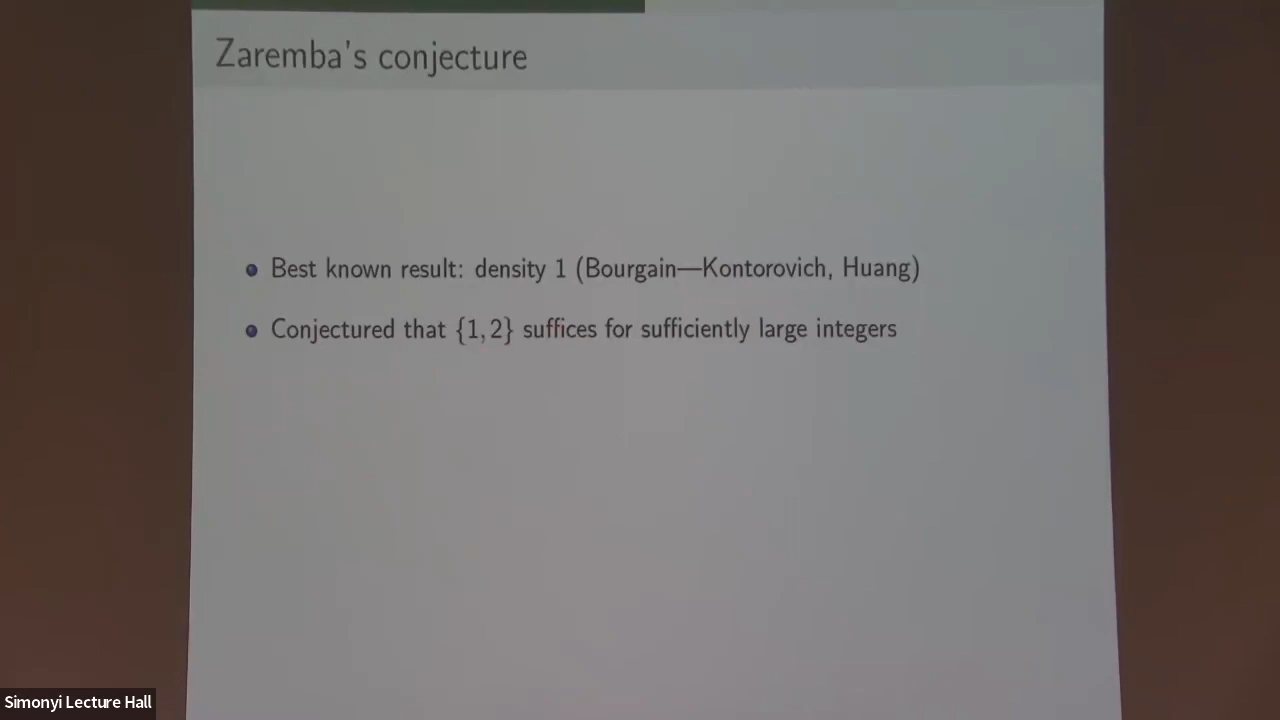 Zaremba's conjecture
Best known result: density 1 (Bourgain—Kontorovich, Huang)
Conjectured that {1, 2} suffices for sufficiently large integers
Simonyi Lecture Hall